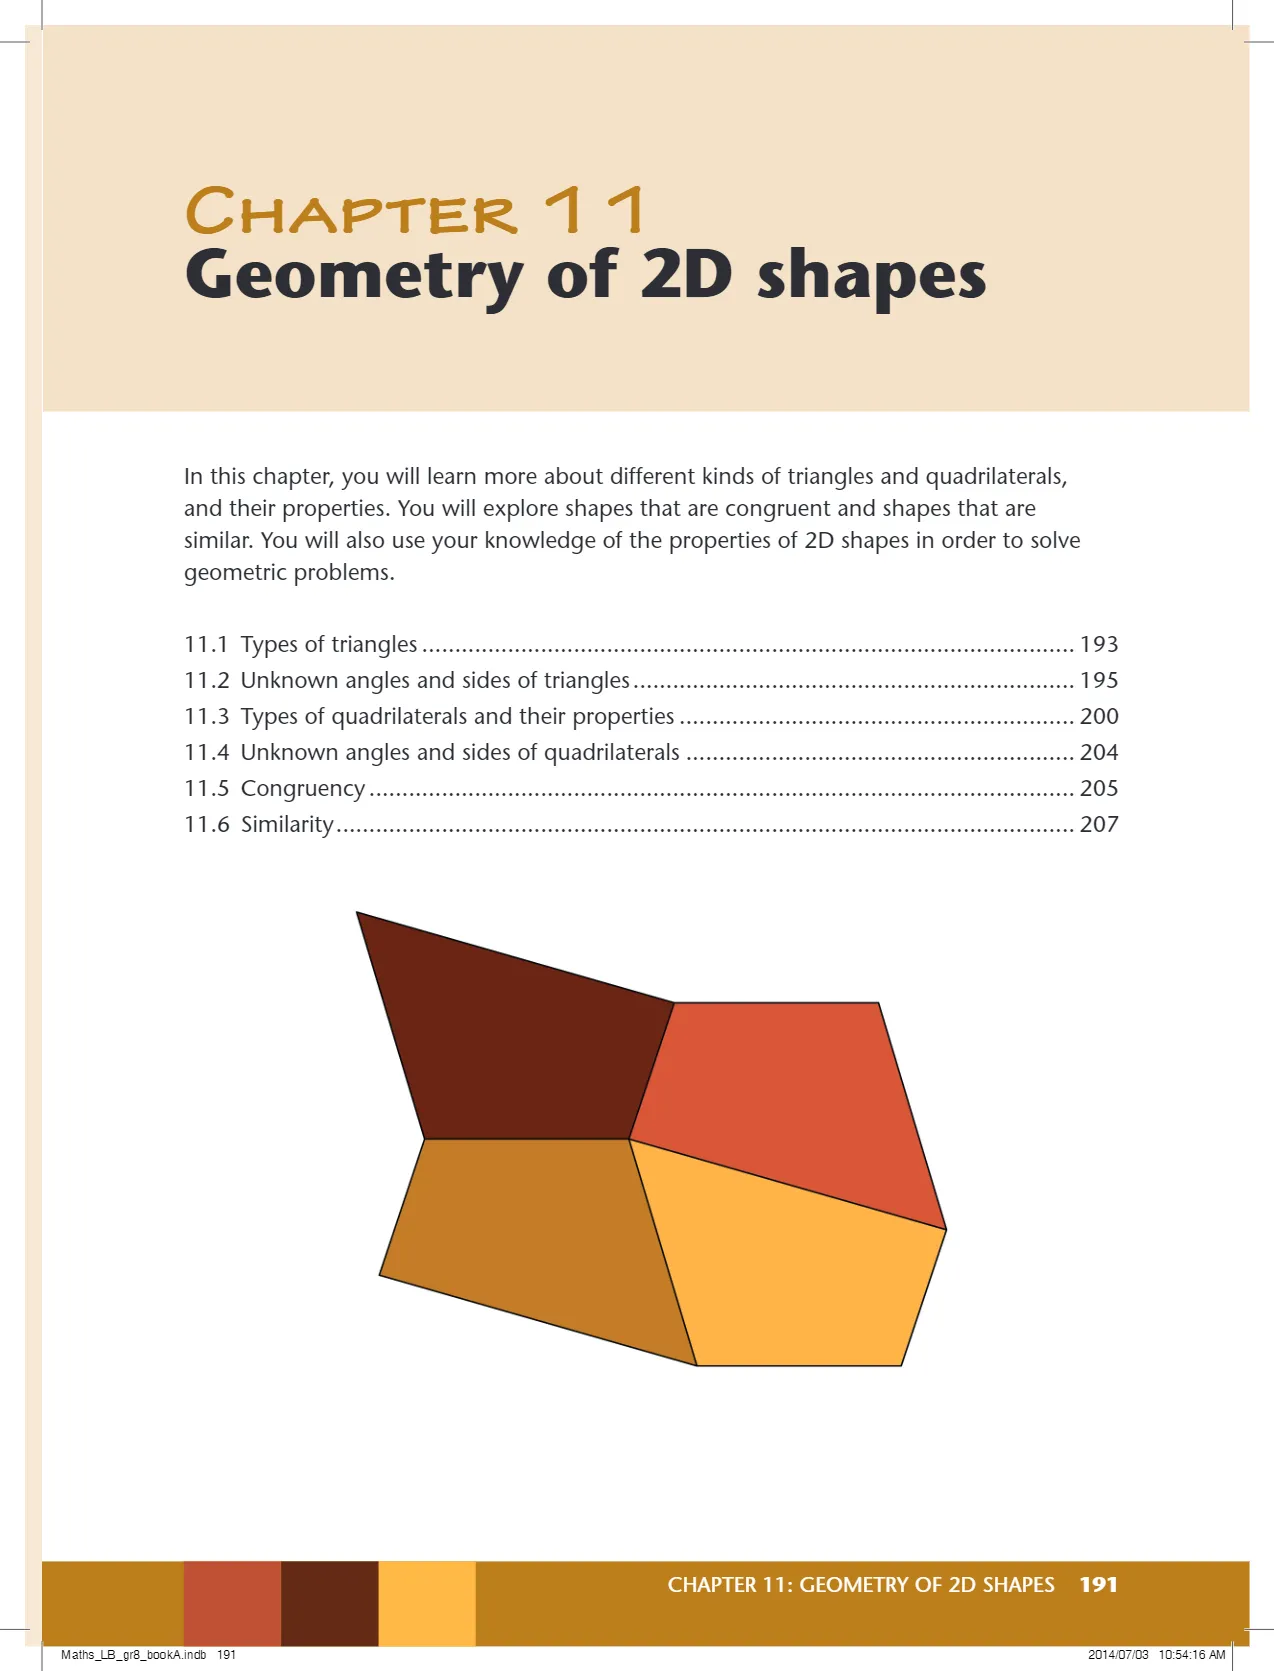 CHAPTER 11
Geometry of 2D shapes
In this chapter, you will learn more about different kinds of triangles and quadrilaterals,
and their properties. You will explore shapes that are congruent and shapes that are
similar. You will also use your knowledge of the properties of 2D shapes in order to solve
geometric problems.
11.1 Types of triangles ................................................................................................... 193
11.2 Unknown angles and sides of triangles................................................................... 195
11.3 Types of quadrilaterals and their properties ............................................................ 200
11.4 Unknown angles and sides of quadrilaterals ........................................................... 204
11.5 Congruency........................................................................................................... 205
11.6 Similarity................................................................................................................ 207
CHAPTER 11: GEOMETRY OF 2D SHAPES 191
Maths_LB_gr8_bookA.indb 191 2014/07/03 10:54:16 AM